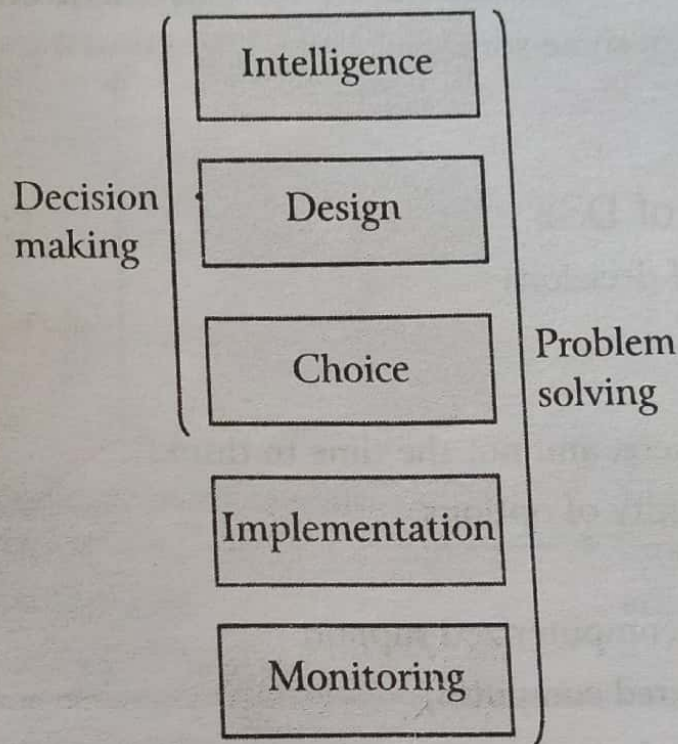 Intelligence
Decision
making
Design
Choice
Problem
solving
Implementation
Monitoring